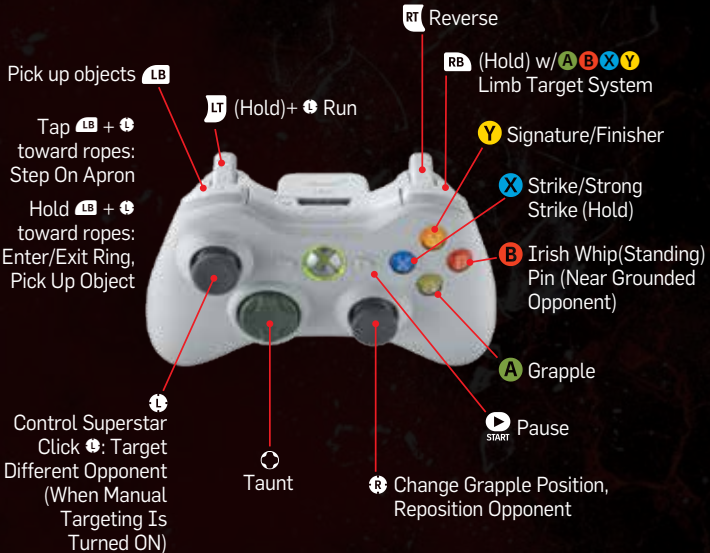 RT Reverse
RB (Hold) w/ A B X Y
Limb Target System
Pick up objects LB
LT (Hold)+ L Run
Tap LB + L
toward ropes:
Step On Apron
Y Signature/Finisher
X Strike/Strong
Strike (Hold)
Hold LB + L
toward ropes:
Enter/Exit Ring,
Pick Up Object
B Irish Whip(Standing)
Pin (Near Grounded
Opponent)
A Grapple
START Pause
L
Control Superstar
Click L: Target
Different Opponent
(When Manual
Targeting Is
Turned ON)
Taunt
R Change Grapple Position,
Reposition Opponent